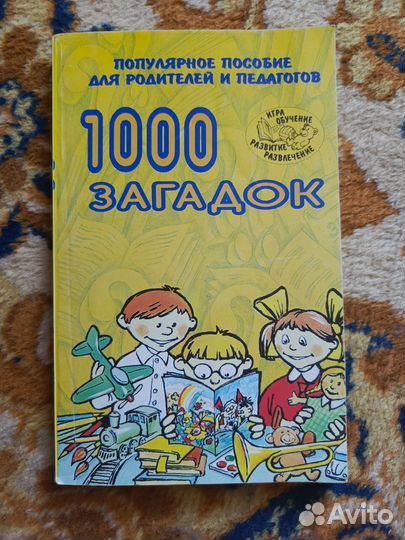 ПОПУЛЯРНОЕ ПОСОБИЕ
ДЛЯ РОДИТЕЛЕЙ И ПЕДАГОГОВ
1000
ИГРА
ОБУЧЕНИЕ
РАЗВИТИЕ
РАЗВЛЕЧЕНИЕ
ЗАГАДОК
Avito